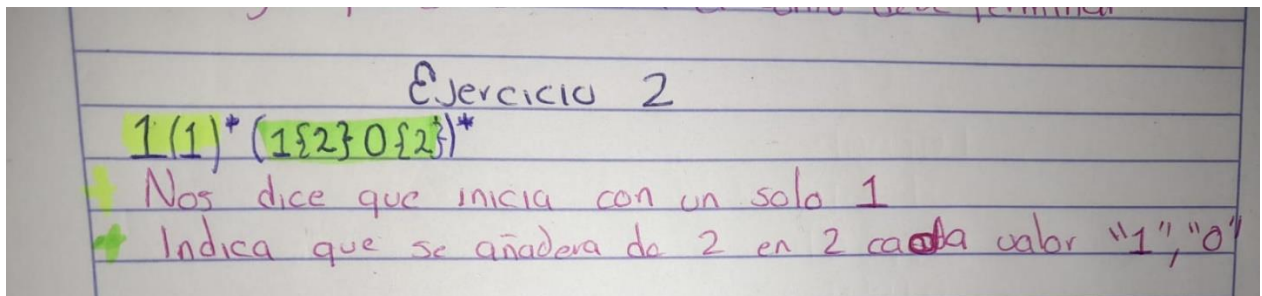 Ejercicio 2
1(1)* (1{2}0{2})*
Nos dice que inicia con un solo 1
Indica que se añadera de 2 en 2 cada valor "1","0"